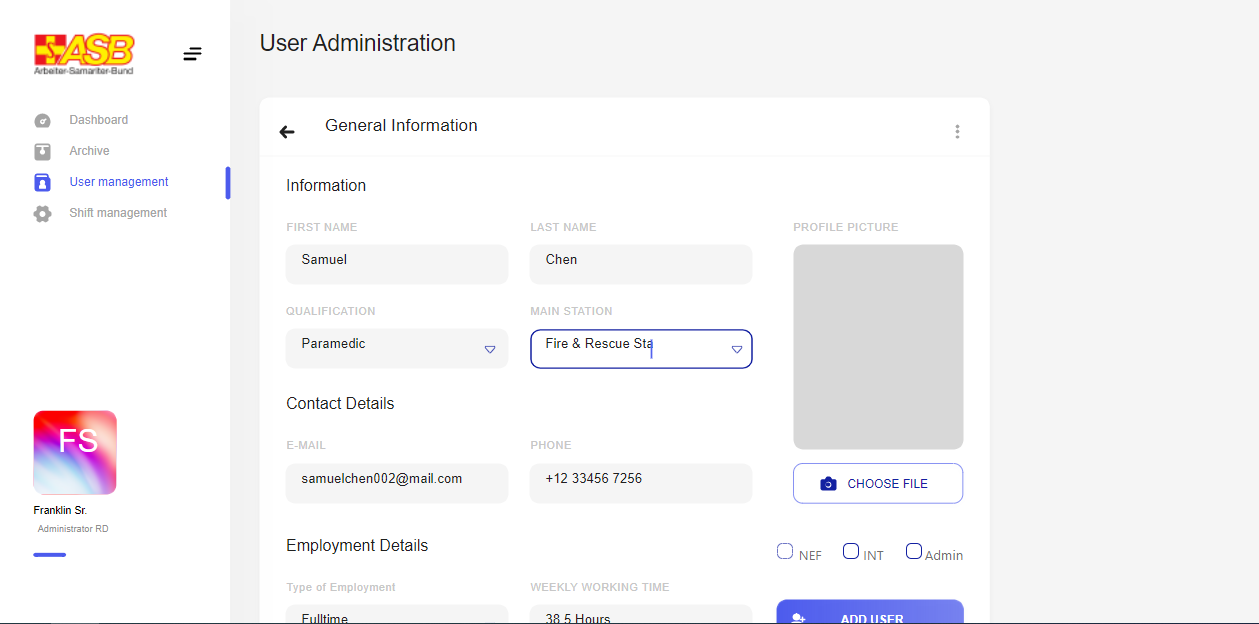 ASB
Arbeiter-Samariter-Bund
User Administration
Dashboard
Archive
User management
Shift management
General Information
Information
FIRST NAME
LAST NAME
PROFILE PICTURE
Samuel
Chen
QUALIFICATION
MAIN STATION
Paramedic
Fire & Rescue Sta
Contact Details
E-MAIL
PHONE
samuelchen002@mail.com
+12 33456 7256
CHOOSE FILE
FS
Franklin Sr.
Administrator RD
Employment Details
NEF
INT
Admin
Type of Employment
WEEKLY WORKING TIME
Fulltime
38.5 Hours
ADD USER